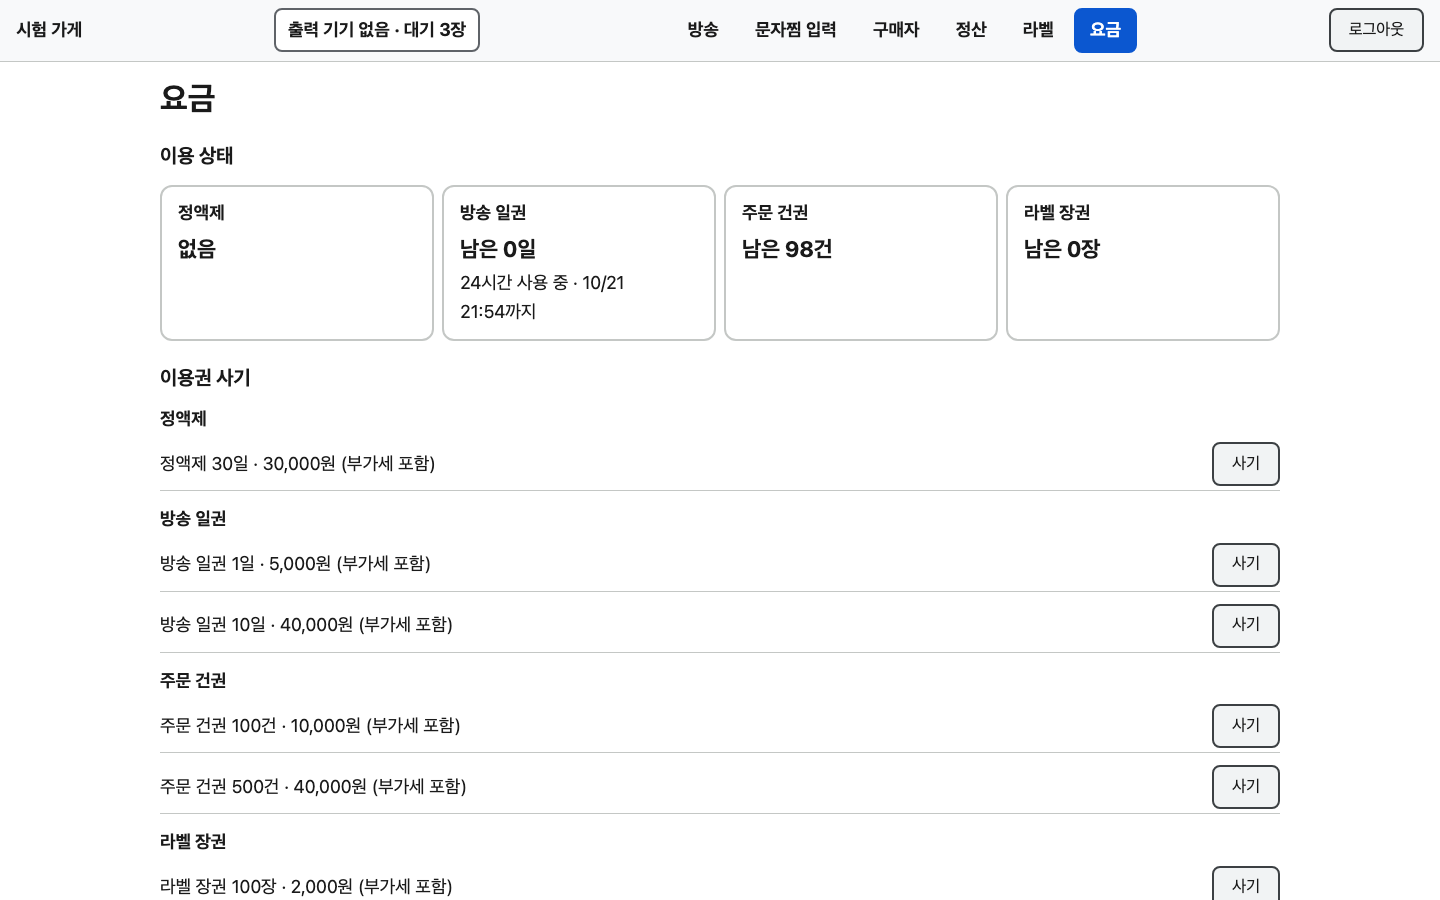 시험 가게
출력 기기 없음 · 대기 3장
방송
문자찜 입력
구매자
정산
라벨
요금
로그아웃
요금
이용 상태
정액제
없음
방송 일권
남은 0일
24시간 사용 중 · 10/21
21:54까지
주문 건권
남은 98건
라벨 장권
남은 0장
이용권 사기
정액제
정액제 30일 · 30,000원 (부가세 포함)
사기
방송 일권
방송 일권 1일 · 5,000원 (부가세 포함)
사기
방송 일권 10일 · 40,000원 (부가세 포함)
사기
주문 건권
주문 건권 100건 · 10,000원 (부가세 포함)
사기
주문 건권 500건 · 40,000원 (부가세 포함)
사기
라벨 장권
라벨 장권 100장 · 2,000원 (부가세 포함)
사기